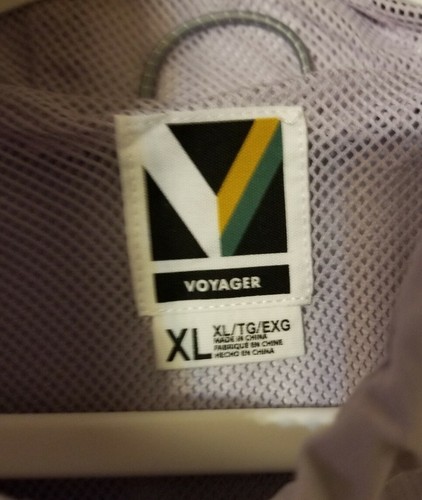 VOYAGER
XL
XL/TG/EXG
MADE IN CHINA
FABRIQUÉ EN CHINE
HECHO EN CHINA